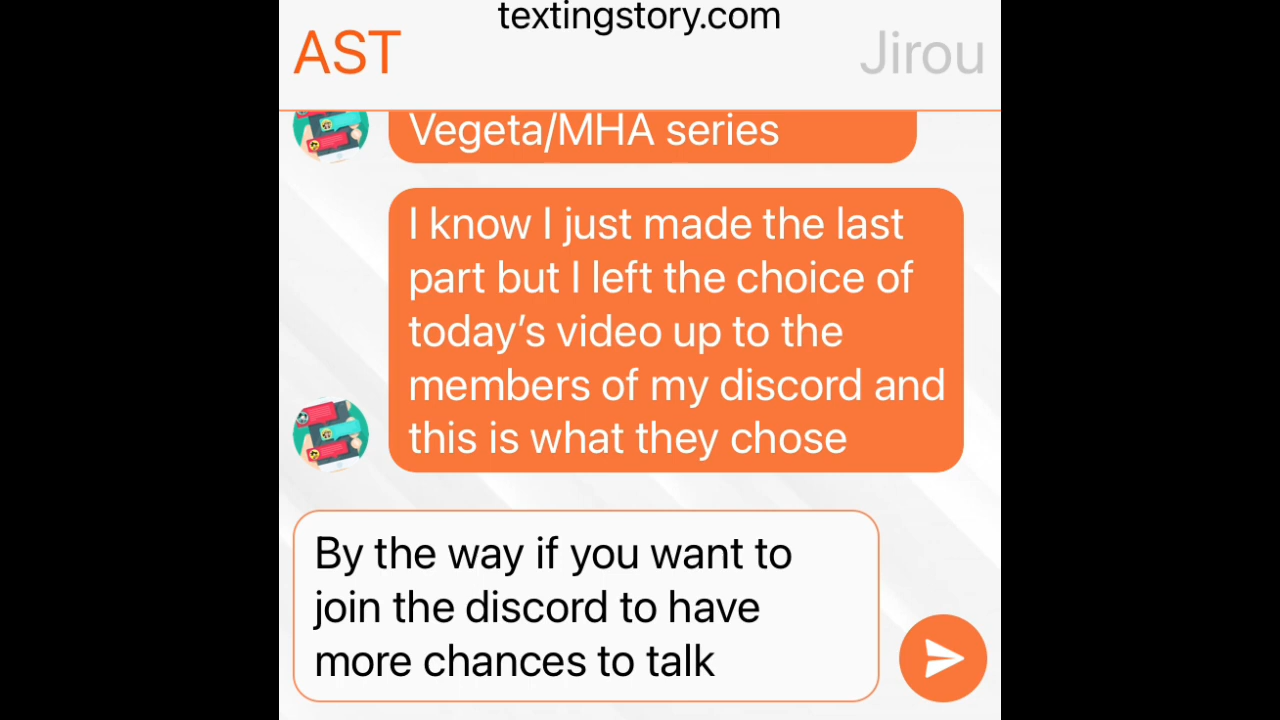 textingstory.com
AST
Jirou
Vegeta/MHA series
I know I just made the last
part but I left the choice of
today’s video up to the
members of my discord and
this is what they chose
By the way if you want to
join the discord to have
more chances to talk